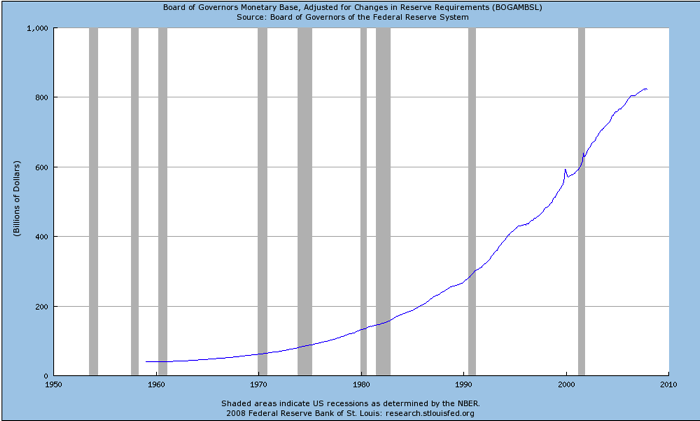 Board of Governors Monetary Base, Adjusted for Changes in Reserve Requirements (BOGAMBSL)
Source: Board of Governors of the Federal Reserve System
1,000
800
600
400
200
0
(Billions of Dollars)
1950 1960 1970 1980 1990 2000 2010
Shaded areas indicate US recessions as determined by the NBER.
2008 Federal Reserve Bank of St. Louis: research.stlouisfed.org